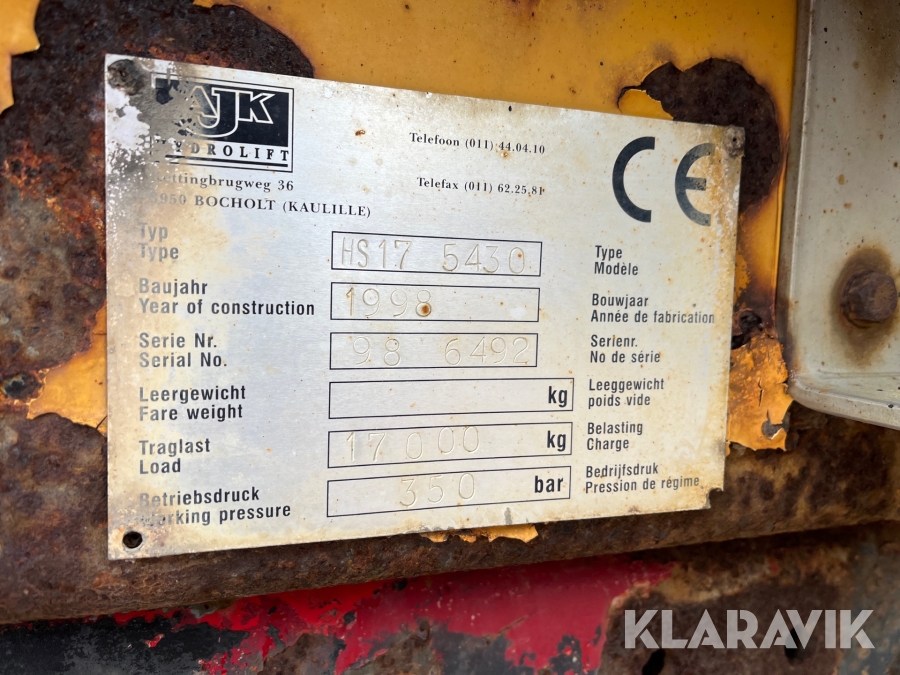 AJK
HYDROLIFT
Telefoon (011) 44.04.10
Telefax (011) 62.25.81
36
3950 BOCHOLT (KAULILLE)
CE
Typ
Type
HS17 5430
Type
Modèle
Baujahr
Year of construction
1998
Bouwjaar
Année de fabrication
Serie Nr.
Serial No.
98 6492
Serienr.
No de série
Leergewicht
Fare weight
kg
Leeggewicht
poids vide
Traglast
Load
17000
kg
Belasting
Charge
Betriebsdruck
Working pressure
350
bar
Bedrijfsdruk
Pression de régime
KLARAVIK